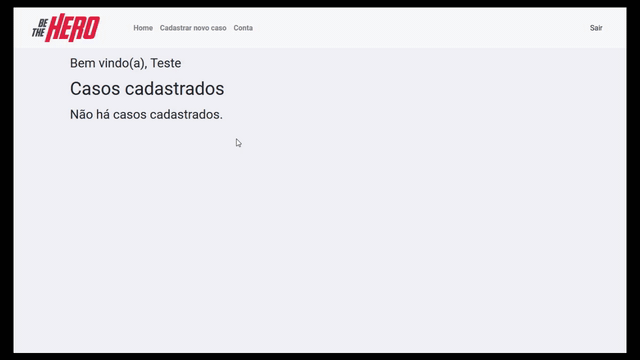 BE
THE HERO
Home Cadastrar novo caso Conta Sair
Bem vindo(a), Teste
Casos cadastrados
Não há casos cadastrados.